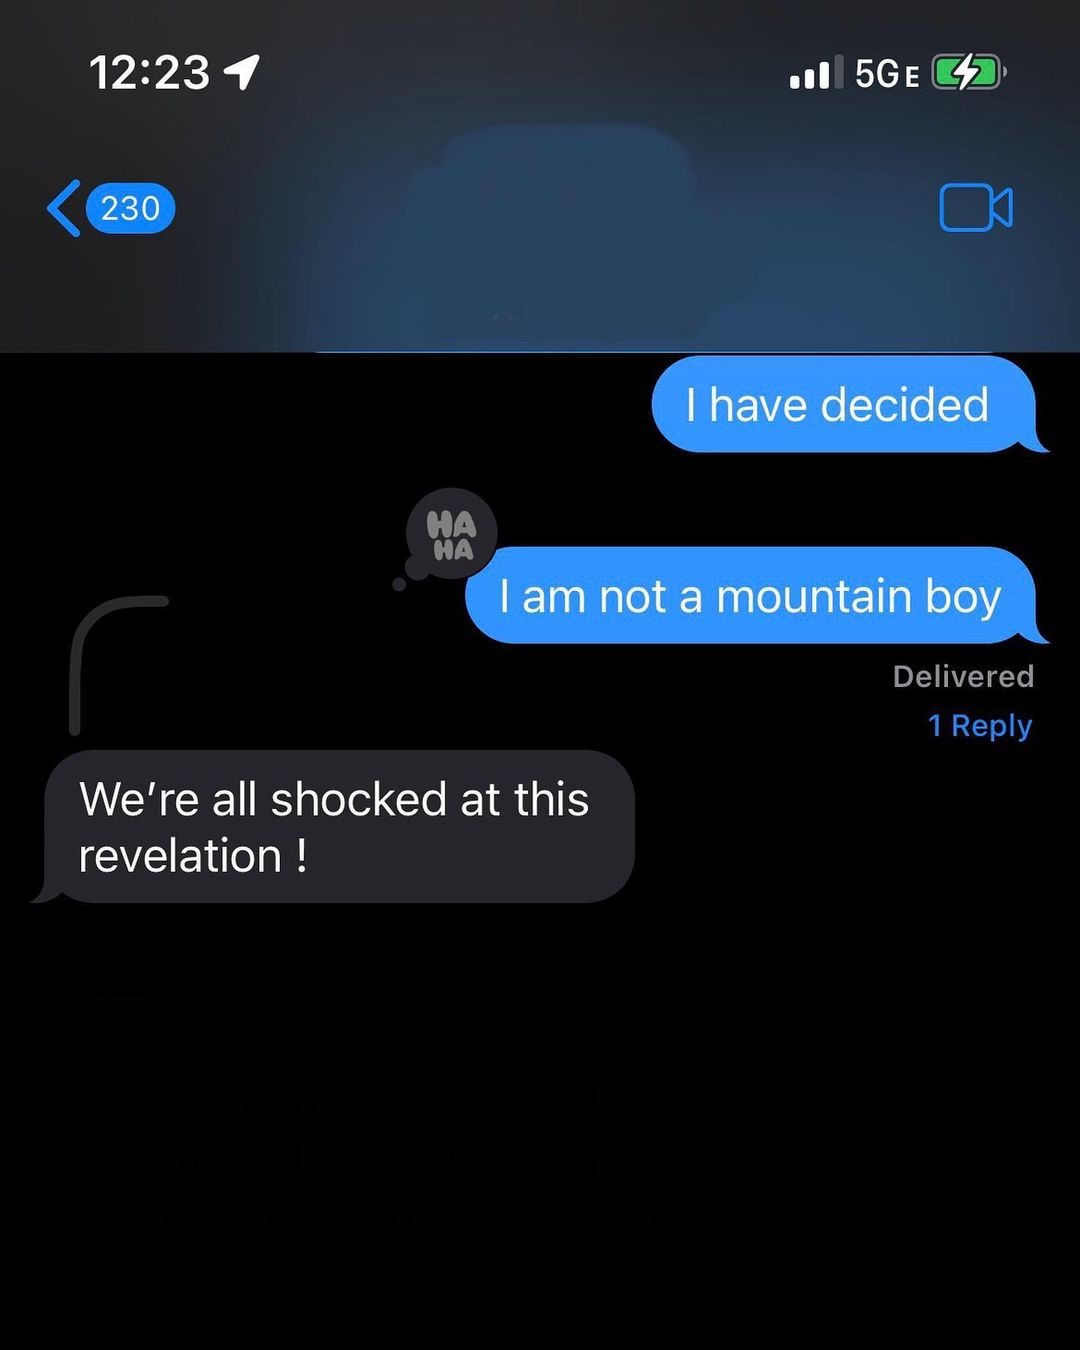 12:23
5GE
230
I have decided
HA
HA
I am not a mountain boy
Delivered
1 Reply
We're all shocked at this
revelation !